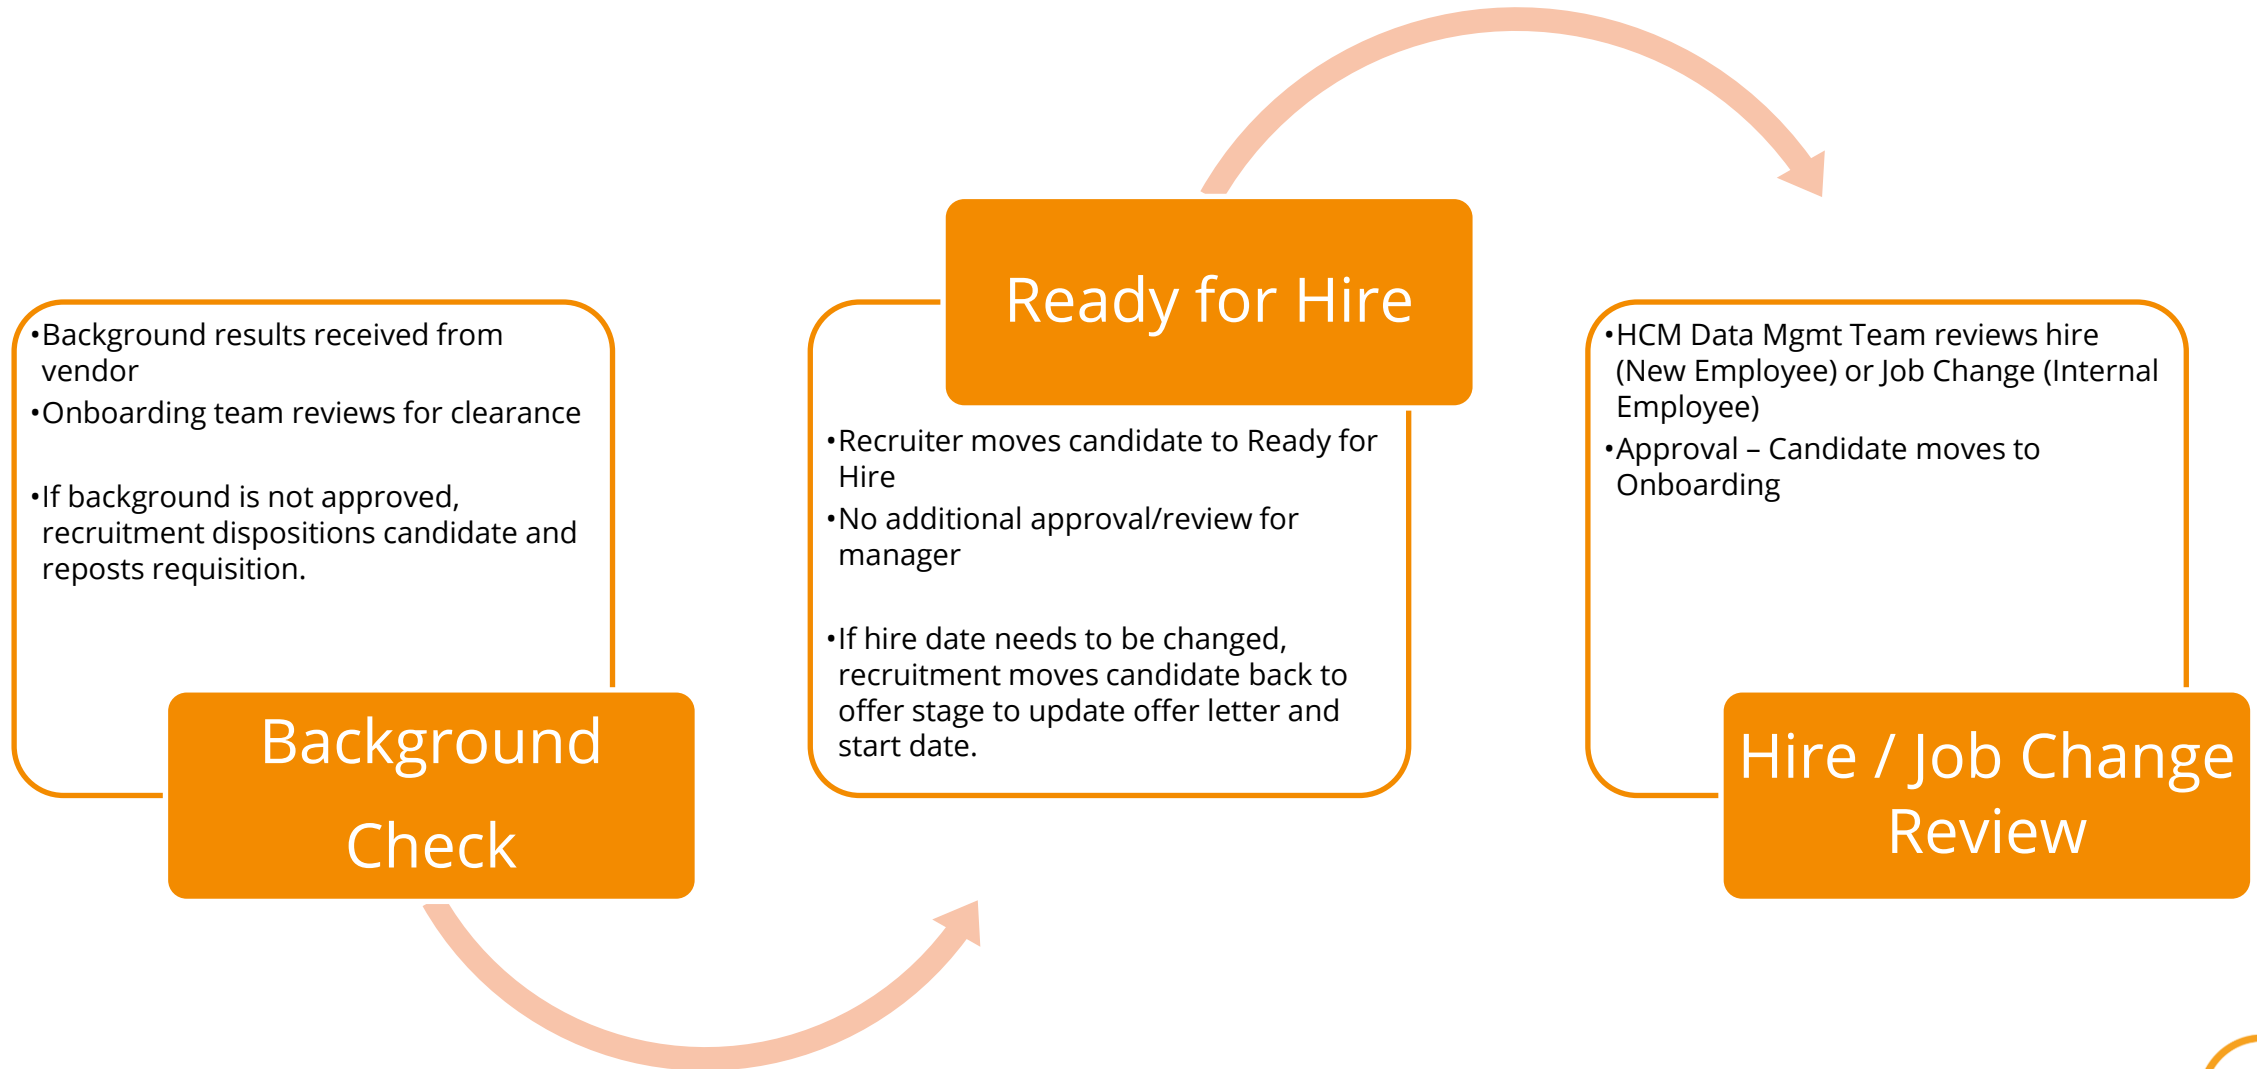 •Background results received from
vendor
•Onboarding team reviews for clearance
•If background is not approved,
recruitment dispositions candidate and
reposts requisition.
Background
Check
Ready for Hire
•Recruiter moves candidate to Ready for
Hire
•No additional approval/review for
manager
•If hire date needs to be changed,
recruitment moves candidate back to
offer stage to update offer letter and
start date.
•HCM Data Mgmt Team reviews hire
(New Employee) or Job Change (Internal
Employee)
•Approval – Candidate moves to
Onboarding
Hire / Job Change
Review